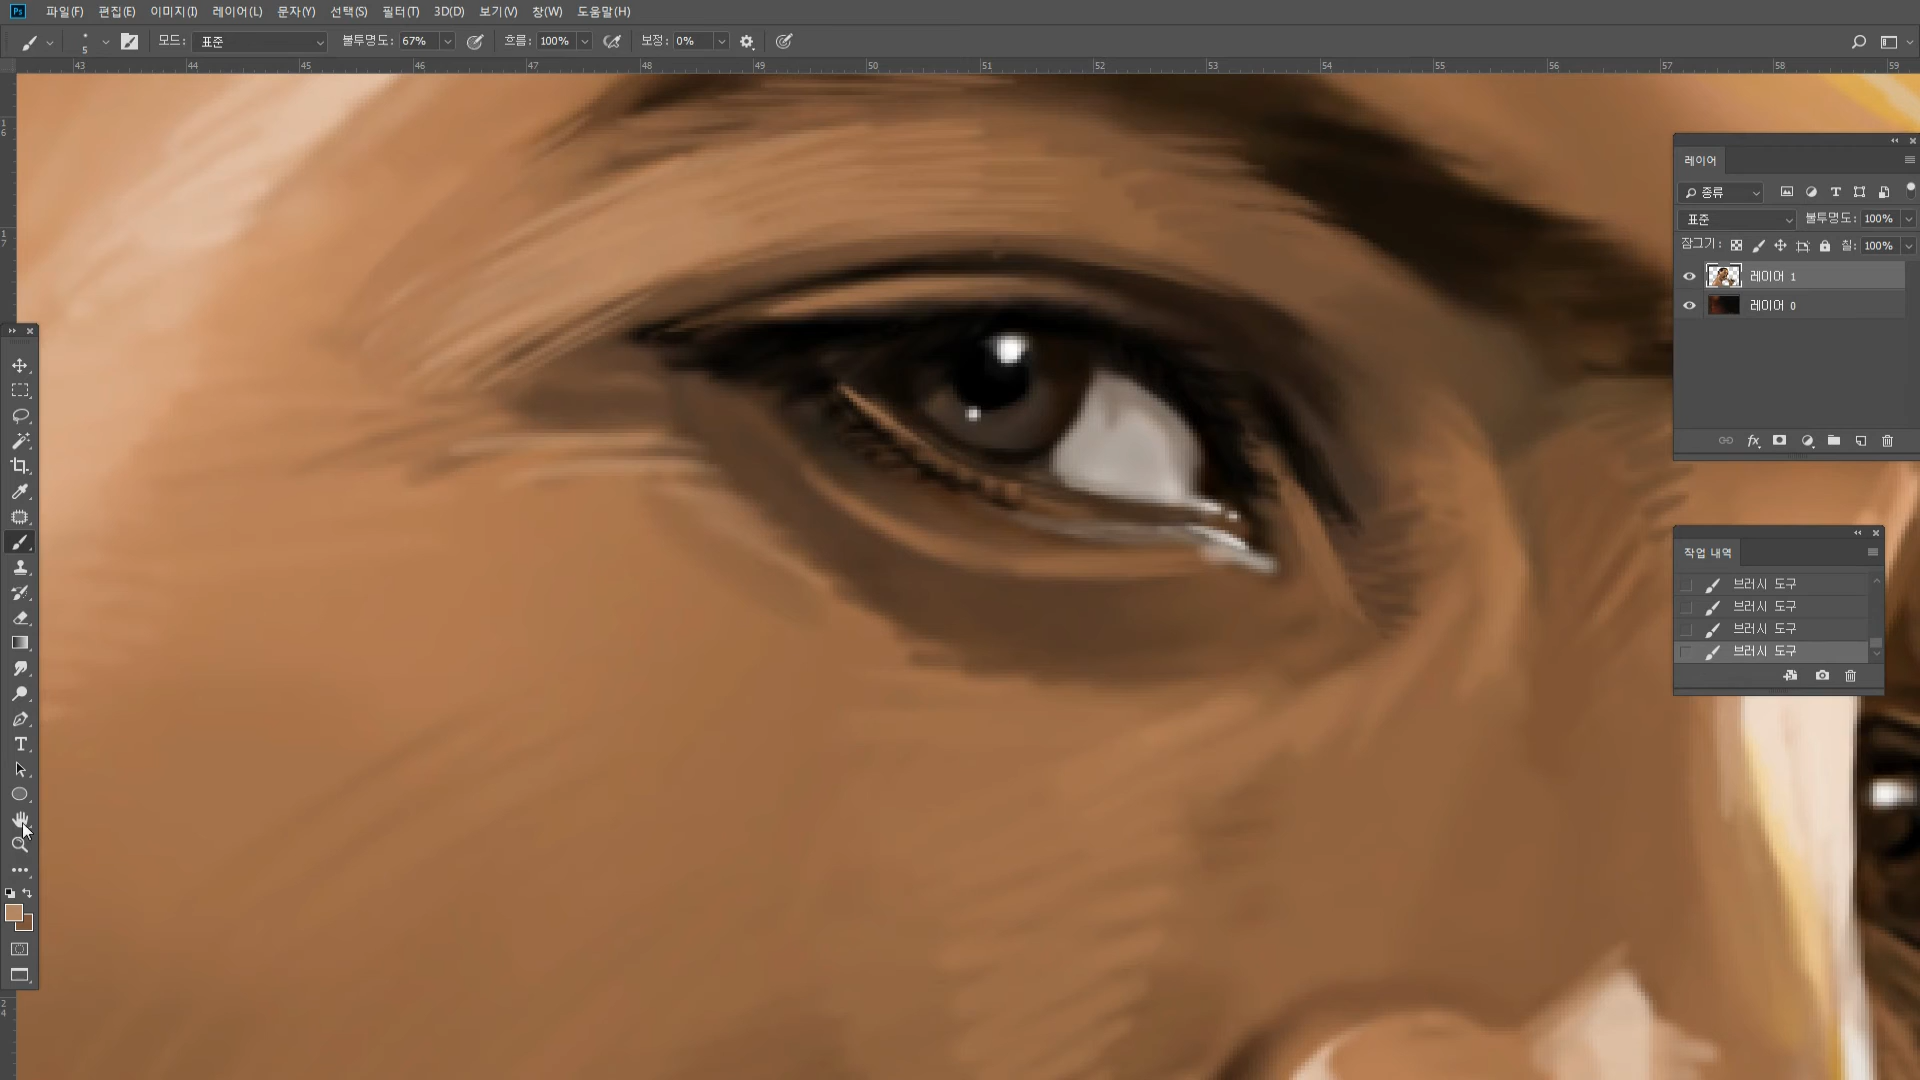 Ps 파일(F) 편집(E) 이미지(I) 레이어(L) 문자(Y) 선택(S) 필터(T) 3D(D) 보기(V) 창(W) 도움말(H)
5 모드: 표준 불투명도: 67% 흐름: 100% 보정: 0%
43 44 45 46 47 48 49 50 51 52 53 54 55 56 57 58 59
16
17
24
레이어
종류
표준 불투명도: 100%
잠그기: 칠: 100%
레이어 1
레이어 0
fx
작업 내역
브러시 도구
브러시 도구
브러시 도구
브러시 도구